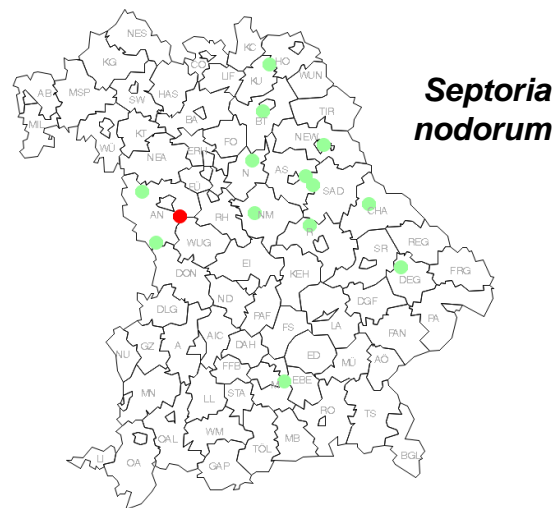 NES
KC
HO
KG
CO
KU
WUN
LIF
AB
MSP
SW
HAS
BA
BT
TIR
MIL
WÜ
KT
FO
NEW
NEA
ERH
N
AS
FÜ
SAD
AN
RH
NM
CHA
R
WUG
SR
REG
EI
KEH
DEG
FRG
DON
ND
DGF
PA
DLG
PAF
LA
PAN
AIC
FS
NU
GZ
A
DAH
ED
MÜ
AÖ
FFB
EBE
MN
LL
STA
RO
TS
OAL
WM
TÖL
MB
LI
OA
GAP
BGL
Septoria
nodorum